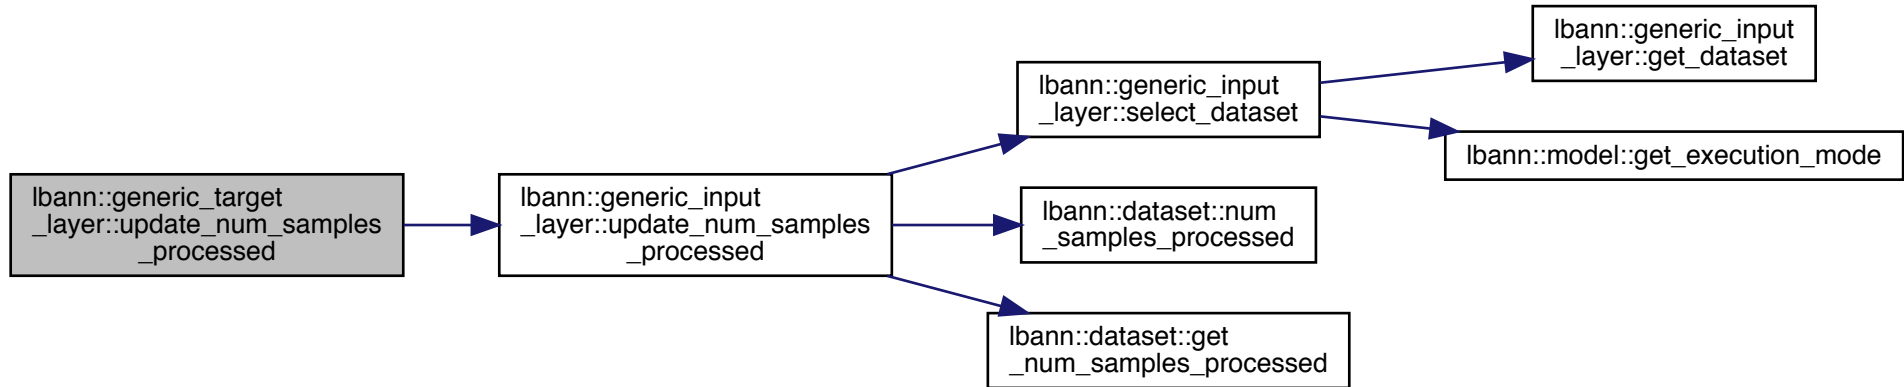 lbann::generic_target
_layer::update_num_samples
_processed
lbann::generic_input
_layer::update_num_samples
_processed
lbann::generic_input
_layer::select_dataset
lbann::generic_input
_layer::get_dataset
lbann::model::get_execution_mode
lbann::dataset::num
_samples_processed
lbann::dataset::get
_num_samples_processed